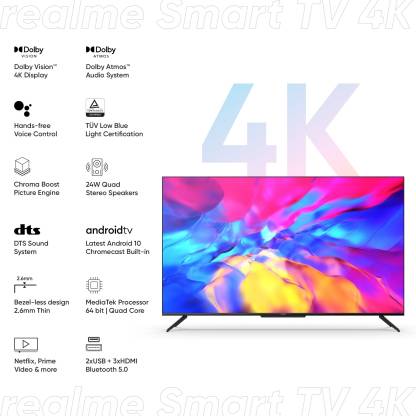 realme Smart TV 4K
Dolby
VISION
Dolby Vision™
4K Display
Dolby
ATMOS
Dolby Atmos™
Audio System
Hands-free
Voice Control
TÜV Low Blue
Light Certification
Chroma Boost
Picture Engine
24W Quad
Stereo Speakers
dts
DTS Sound
System
androidtv
Latest Android 10
Chromecast Built-in
2.6mm
Bezel-less design
2.6mm Thin
MediaTek Processor
64 bit | Quad Core
Netflix, Prime
Video & more
2xUSB + 3xHDMI
Bluetooth 5.0
4K
realme Smart TV 4K